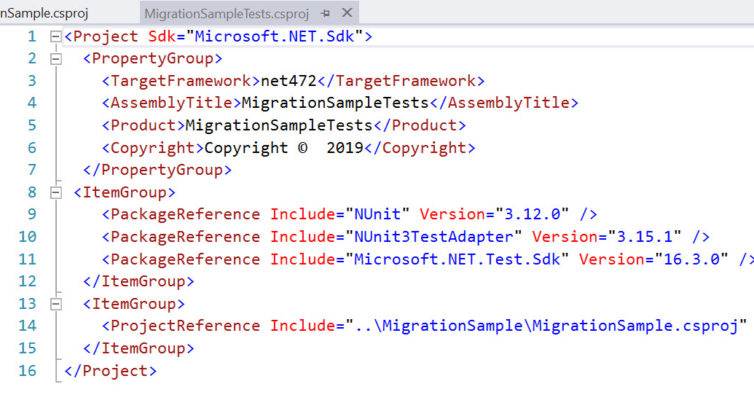 nSample.csproj MigrationSampleTests.csproj
1 <Project Sdk="Microsoft.NET.Sdk">
2 <PropertyGroup>
3 <TargetFramework>net472</TargetFramework>
4 <AssemblyTitle>MigrationSampleTests</AssemblyTitle>
5 <Product>MigrationSampleTests</Product>
6 <Copyright>Copyright ©  2019</Copyright>
7 </PropertyGroup>
8 <ItemGroup>
9 <PackageReference Include="NUnit" Version="3.12.0" />
10 <PackageReference Include="NUnit3TestAdapter" Version="3.15.1" />
11 <PackageReference Include="Microsoft.NET.Test.Sdk" Version="16.3.0" />
12 </ItemGroup>
13 <ItemGroup>
14 <ProjectReference Include="..\MigrationSample\MigrationSample.csproj"
15 </ItemGroup>
16 </Project>